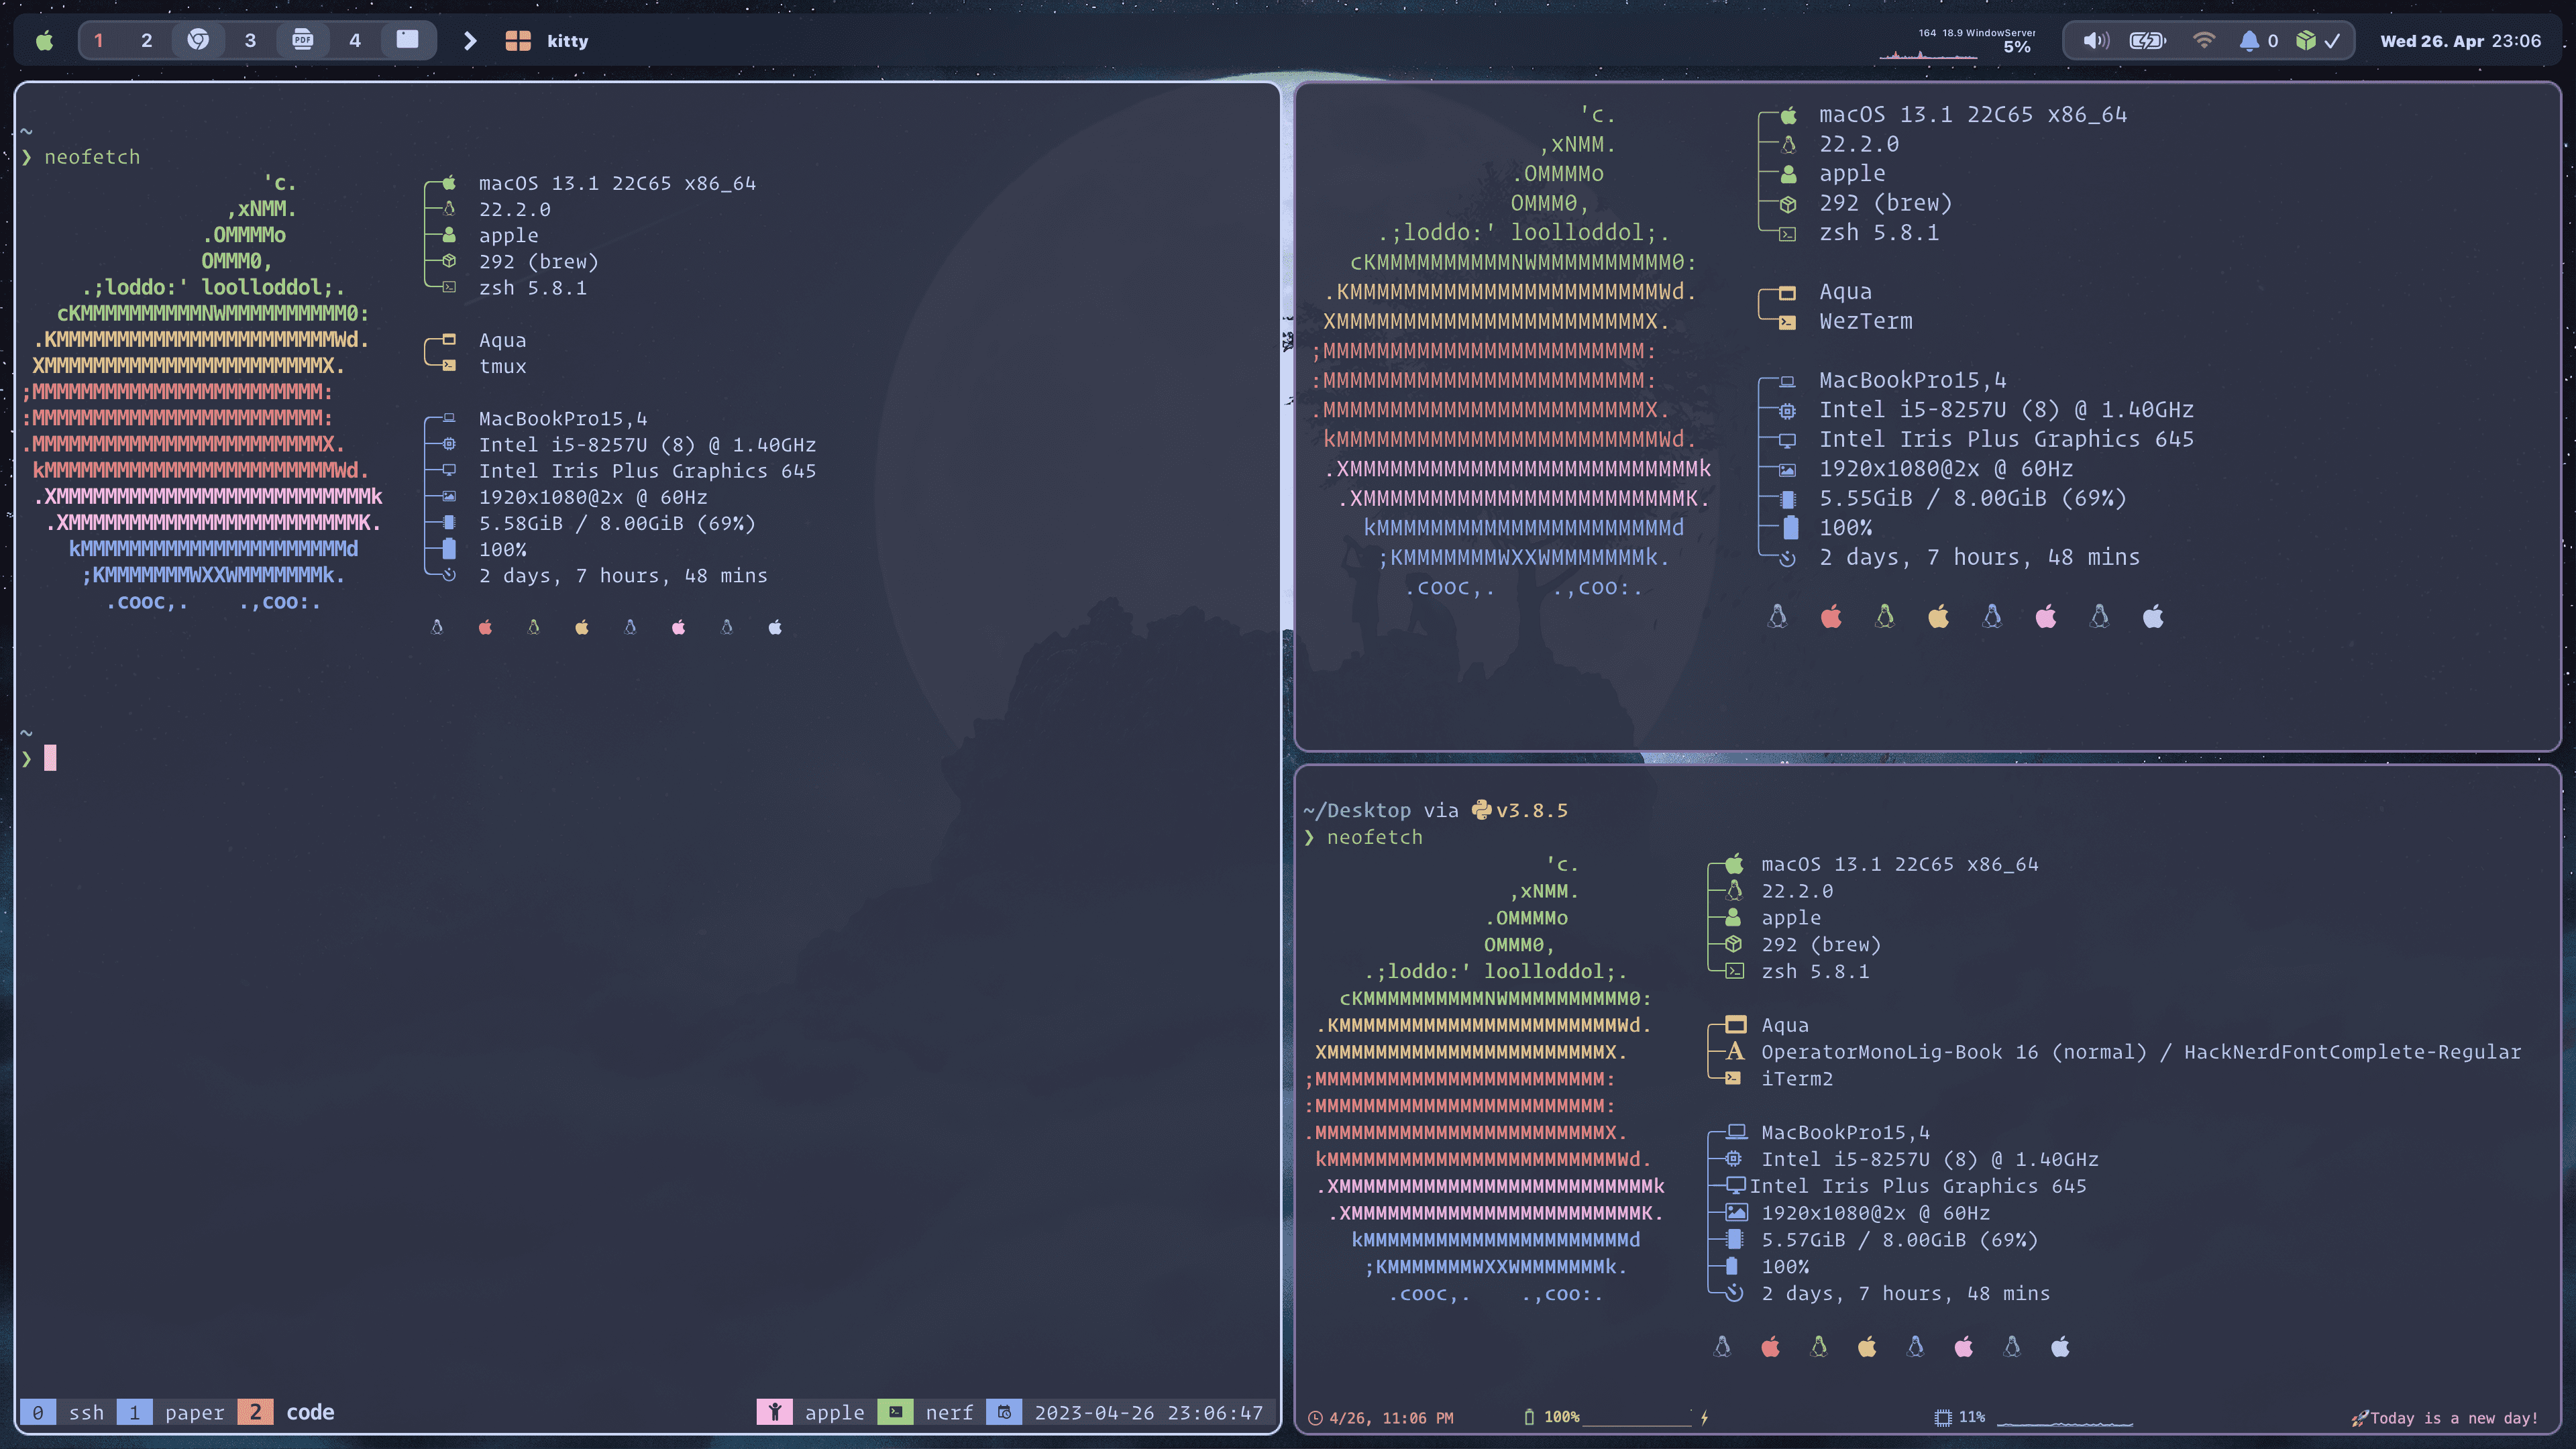 1 2 3 PDF 4 kitty
164 18.9 WindowServer
5%
0
Wed 26. Apr 23:06
~
❯ neofetch
'c.
,xNMM.
.OMMMMo
OMMM0,
.;loddo:' loolloddol;.
cKMMMMMMMMMMNWMMMMMMMMMM0:
.KMMMMMMMMMMMMMMMMMMMMMMMWd.
XMMMMMMMMMMMMMMMMMMMMMMMX.
;MMMMMMMMMMMMMMMMMMMMMMMM:
:MMMMMMMMMMMMMMMMMMMMMMMM:
.MMMMMMMMMMMMMMMMMMMMMMMMX.
kMMMMMMMMMMMMMMMMMMMMMMMMWd.
.XMMMMMMMMMMMMMMMMMMMMMMMMMMk
.XMMMMMMMMMMMMMMMMMMMMMMMMK.
kMMMMMMMMMMMMMMMMMMMMMMd
;KMMMMMMMWXXWMMMMMMMk.
.cooc,. .,coo:.
macOS 13.1 22C65 x86_64
22.2.0
apple
292 (brew)
zsh 5.8.1
Aqua
tmux
MacBookPro15,4
Intel i5-8257U (8) @ 1.40GHz
Intel Iris Plus Graphics 645
1920x1080@2x @ 60Hz
5.58GiB / 8.00GiB (69%)
100%
2 days, 7 hours, 48 mins
~
❯
0 ssh 1 paper 2 code
apple nerf 2023-04-26 23:06:47
'c.
,xNMM.
.OMMMMo
OMMM0,
.;loddo:' loolloddol;.
cKMMMMMMMMMMNWMMMMMMMMMM0:
.KMMMMMMMMMMMMMMMMMMMMMMMWd.
XMMMMMMMMMMMMMMMMMMMMMMMX.
;MMMMMMMMMMMMMMMMMMMMMMMM:
:MMMMMMMMMMMMMMMMMMMMMMMM:
.MMMMMMMMMMMMMMMMMMMMMMMMX.
kMMMMMMMMMMMMMMMMMMMMMMMMWd.
.XMMMMMMMMMMMMMMMMMMMMMMMMMMk
.XMMMMMMMMMMMMMMMMMMMMMMMMK.
kMMMMMMMMMMMMMMMMMMMMMMd
;KMMMMMMMWXXWMMMMMMMk.
.cooc,. .,coo:.
macOS 13.1 22C65 x86_64
22.2.0
apple
292 (brew)
zsh 5.8.1
Aqua
WezTerm
MacBookPro15,4
Intel i5-8257U (8) @ 1.40GHz
Intel Iris Plus Graphics 645
1920x1080@2x @ 60Hz
5.55GiB / 8.00GiB (69%)
100%
2 days, 7 hours, 48 mins
~/Desktop via v3.8.5
❯ neofetch
'c.
,xNMM.
.OMMMMo
OMMM0,
.;loddo:' loolloddol;.
cKMMMMMMMMMMNWMMMMMMMMMM0:
.KMMMMMMMMMMMMMMMMMMMMMMMWd.
XMMMMMMMMMMMMMMMMMMMMMMMX.
;MMMMMMMMMMMMMMMMMMMMMMMM:
:MMMMMMMMMMMMMMMMMMMMMMMM:
.MMMMMMMMMMMMMMMMMMMMMMMMX.
kMMMMMMMMMMMMMMMMMMMMMMMMWd.
.XMMMMMMMMMMMMMMMMMMMMMMMMMMk
.XMMMMMMMMMMMMMMMMMMMMMMMMK.
kMMMMMMMMMMMMMMMMMMMMMMd
;KMMMMMMMWXXWMMMMMMMk.
.cooc,. .,coo:.
macOS 13.1 22C65 x86_64
22.2.0
apple
292 (brew)
zsh 5.8.1
Aqua
OperatorMonoLig-Book 16 (normal) / HackNerdFontComplete-Regular
iTerm2
MacBookPro15,4
Intel i5-8257U (8) @ 1.40GHz
Intel Iris Plus Graphics 645
1920x1080@2x @ 60Hz
5.57GiB / 8.00GiB (69%)
100%
2 days, 7 hours, 48 mins
4/26, 11:06 PM 100% 11% 🚀Today is a new day!